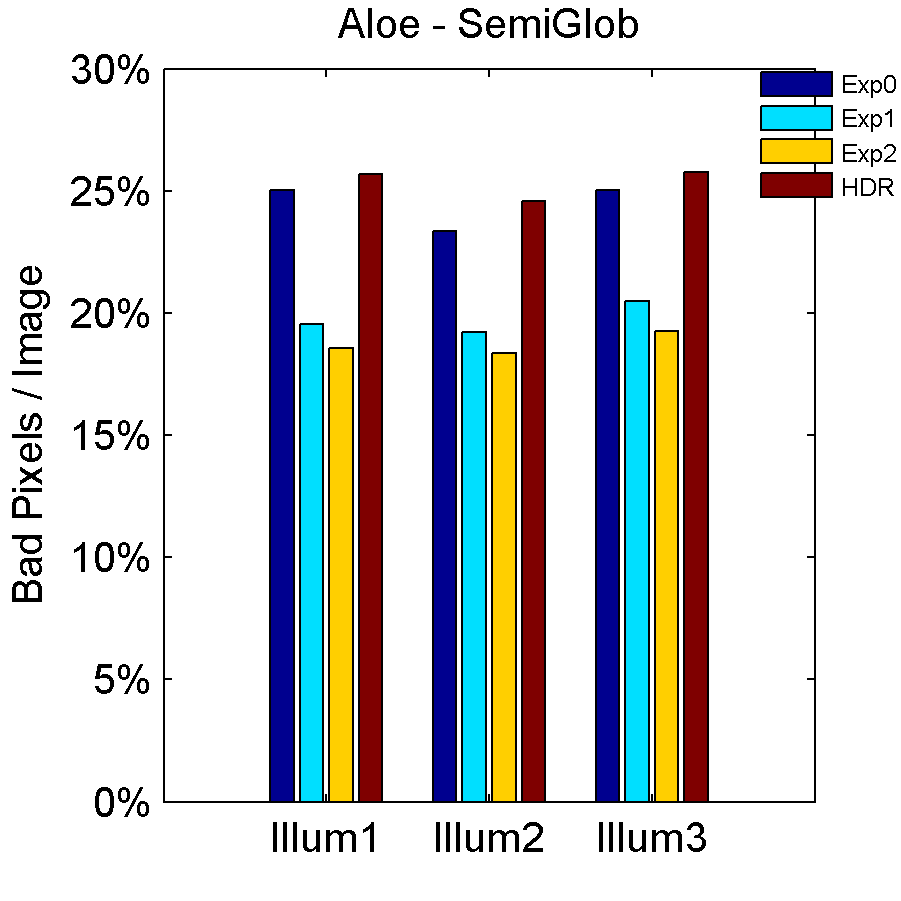 Aloe - SemiGlob
30%
25%
20%
15%
10%
5%
0%
Bad Pixels / Image
Exp0
Exp1
Exp2
HDR
Illum1 Illum2 Illum3